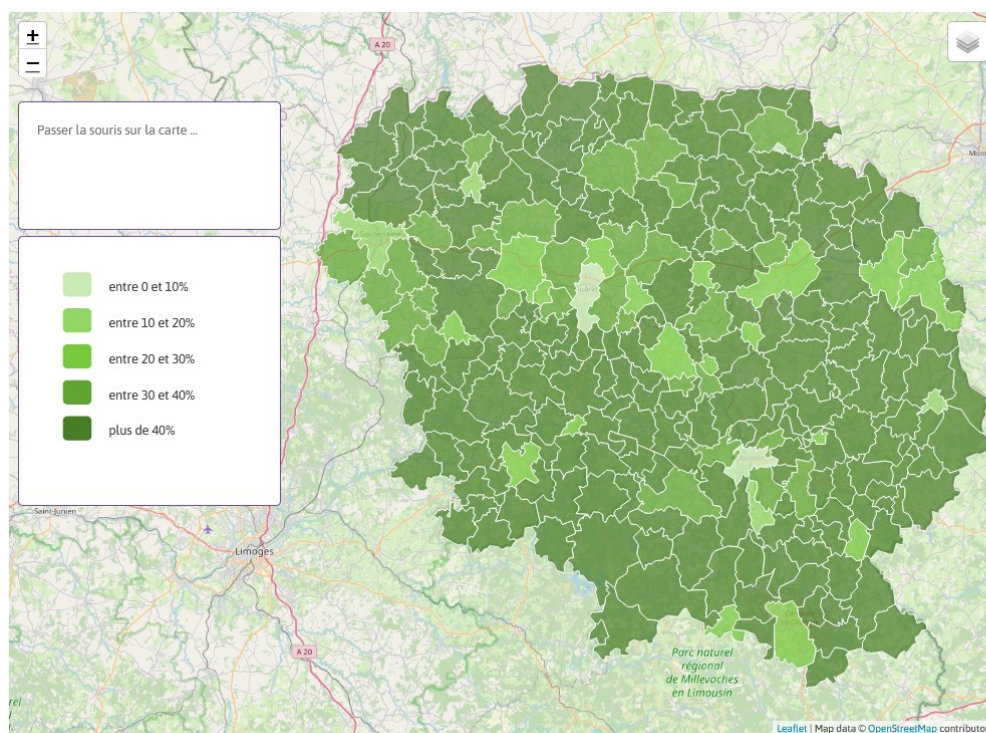 +
−
A 20
Passer la souris sur la carte ...
entre 0 et 10%
entre 10 et 20%
entre 20 et 30%
entre 30 et 40%
plus de 40%
Saint-Junien
Limoges
A 20
Parc naturel
régional
de Millevaches
en Limousin
Leaflet | Map data © OpenStreetMap contributo